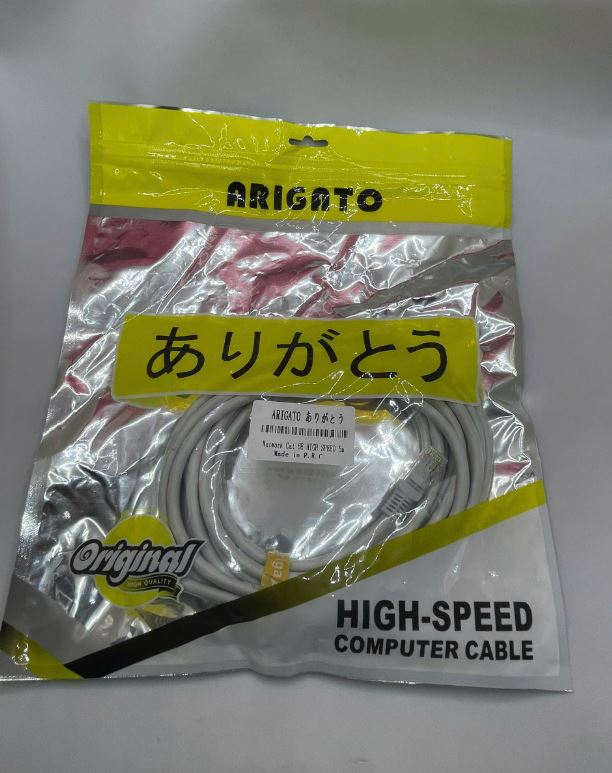 ARIGATO
ありがとう
ARIGATO ありがとう
Network Cat 6E HIGH SPEED 5m
Made in P.R.C
Original
HIGH QUALITY
HIGH-SPEED
COMPUTER CABLE